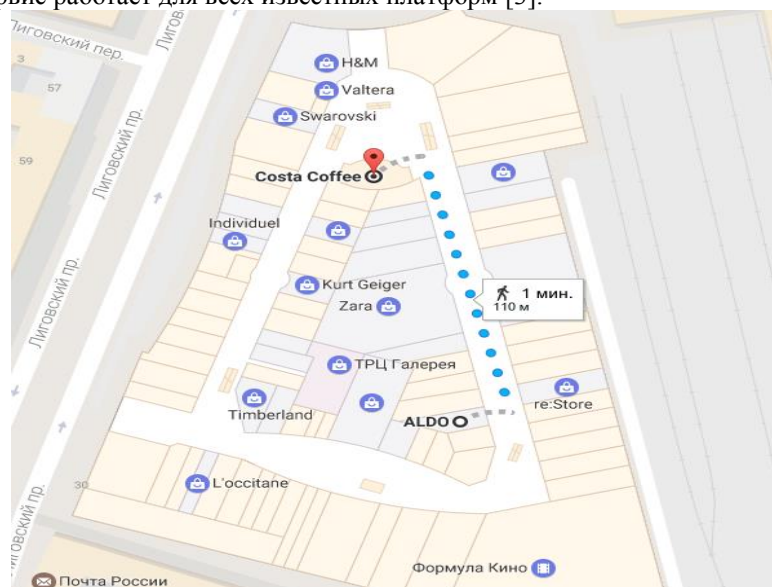 овис работает для всех известных платформ [5].
Лиговский пер.
Лиговский
3
57
59
Лиговский пр.
Лиговский пр.
H&M
Valtera
Swarovski
Costa Coffee
Individuel
Kurt Geiger
Zara
1 мин.
110 м
ТРЦ Галерея
re:Store
Timberland
ALDO
L'occitane
30
Формула Кино
Почта России